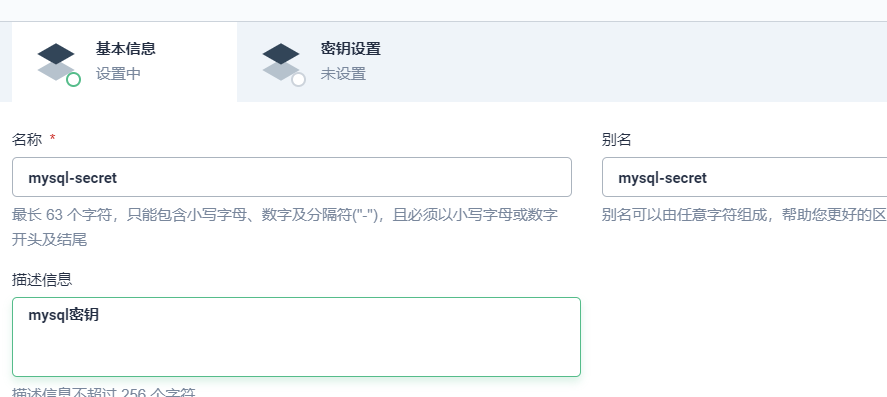 基本信息
设置中
密钥设置
未设置
名称 *
别名
mysql-secret
mysql-secret
最长 63 个字符，只能包含小写字母、数字及分隔符("-")，且必须以小写字母或数字
开头及结尾
别名可以由任意字符组成，帮助您更好的区
描述信息
mysql密钥
描述信息不超过 256 个字符